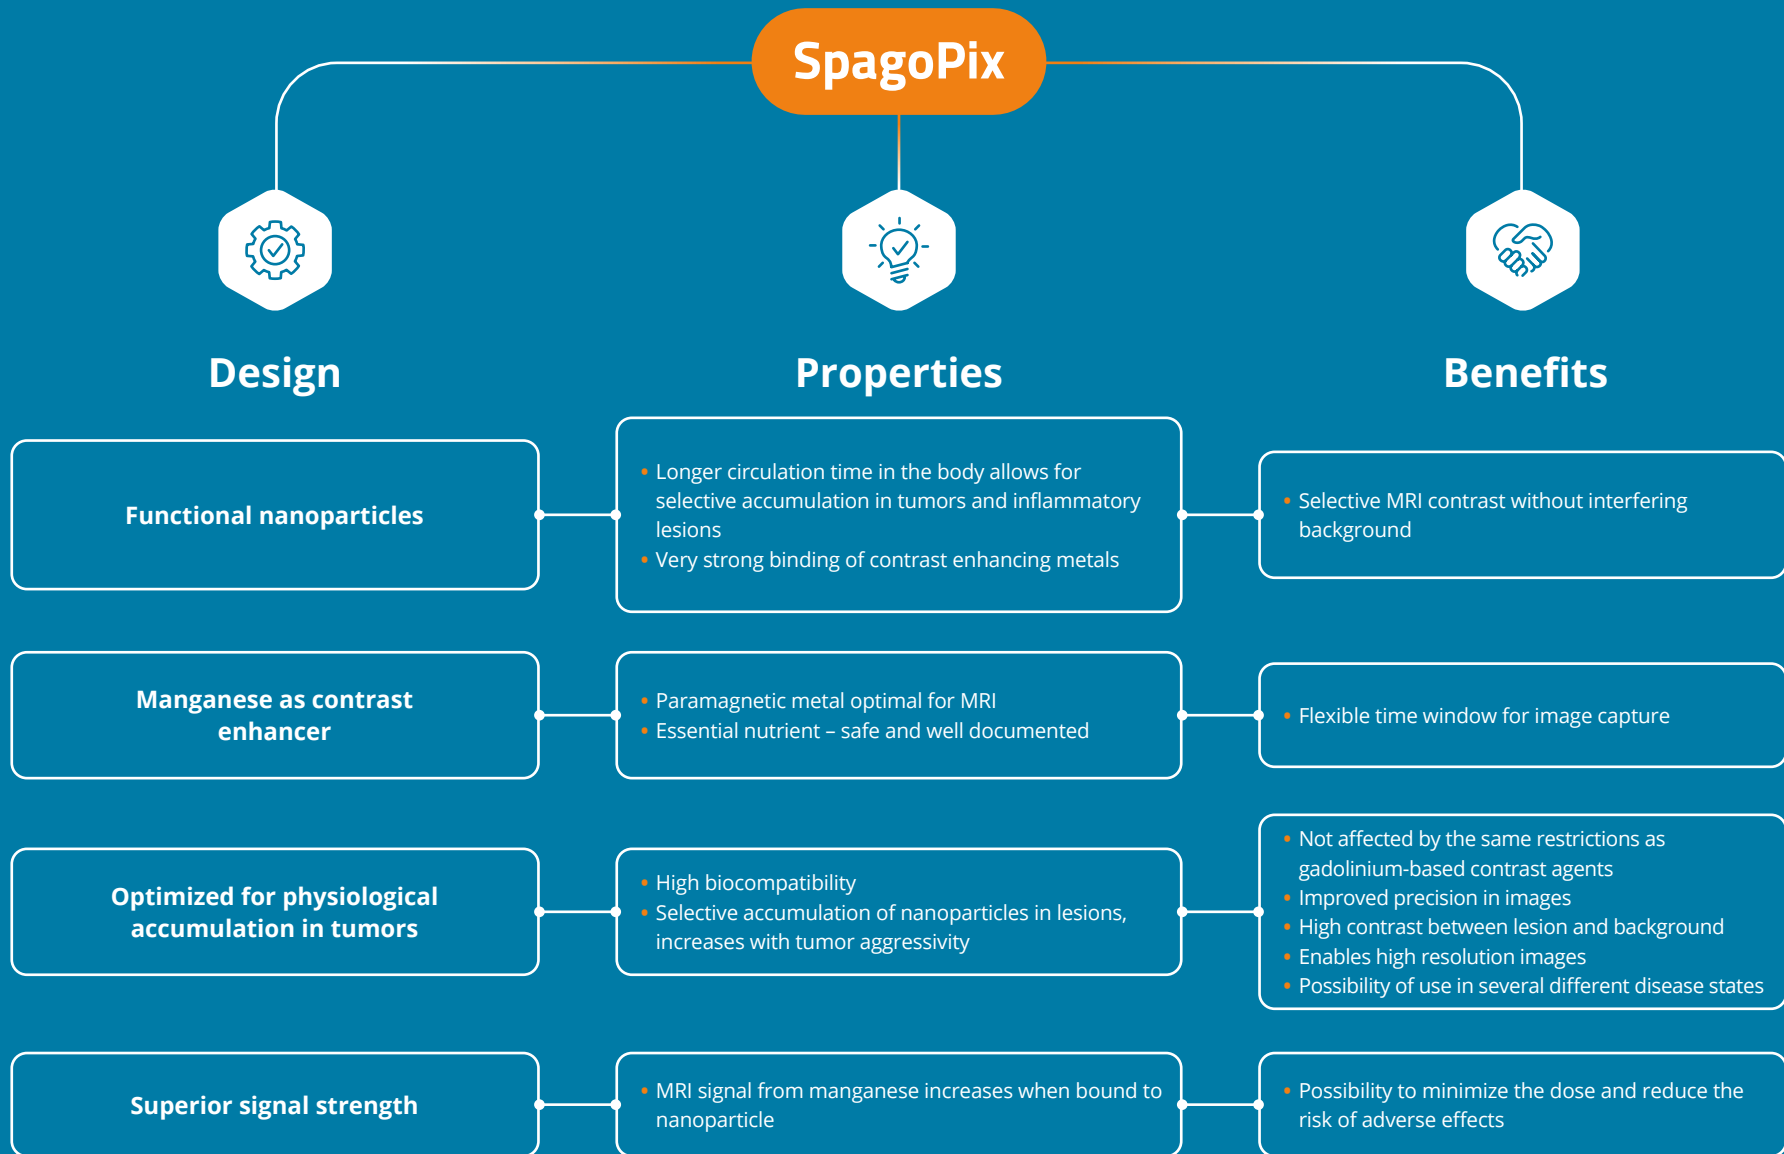 SpagoPix
Design
Properties
Benefits
Functional nanoparticles
• Longer circulation time in the body allows for
selective accumulation in tumors and inflammatory
lesions
• Very strong binding of contrast enhancing metals
• Selective MRI contrast without interfering
background
Manganese as contrast
enhancer
• Paramagnetic metal optimal for MRI
• Essential nutrient – safe and well documented
• Flexible time window for image capture
Optimized for physiological
accumulation in tumors
• High biocompatibility
• Selective accumulation of nanoparticles in lesions,
increases with tumor aggressivity
• Not affected by the same restrictions as
gadolinium-based contrast agents
• Improved precision in images
• High contrast between lesion and background
• Enables high resolution images
• Possibility of use in several different disease states
Superior signal strength
• MRI signal from manganese increases when bound to
nanoparticle
• Possibility to minimize the dose and reduce the
risk of adverse effects